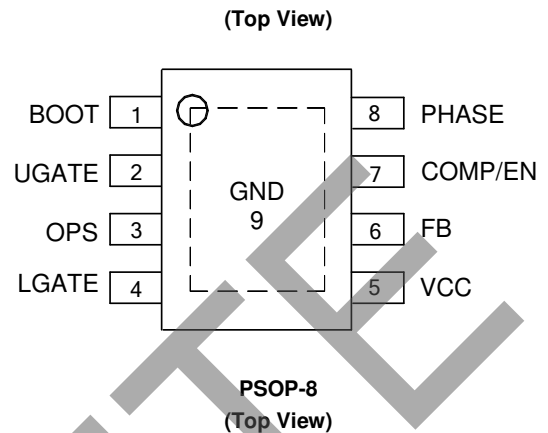 (Top View)
BOOT 1 8 PHASE
UGATE 2 7 COMP/EN
GND
9
OPS 3 6 FB
LGATE 4 5 VCC
PSOP-8
(Top View)